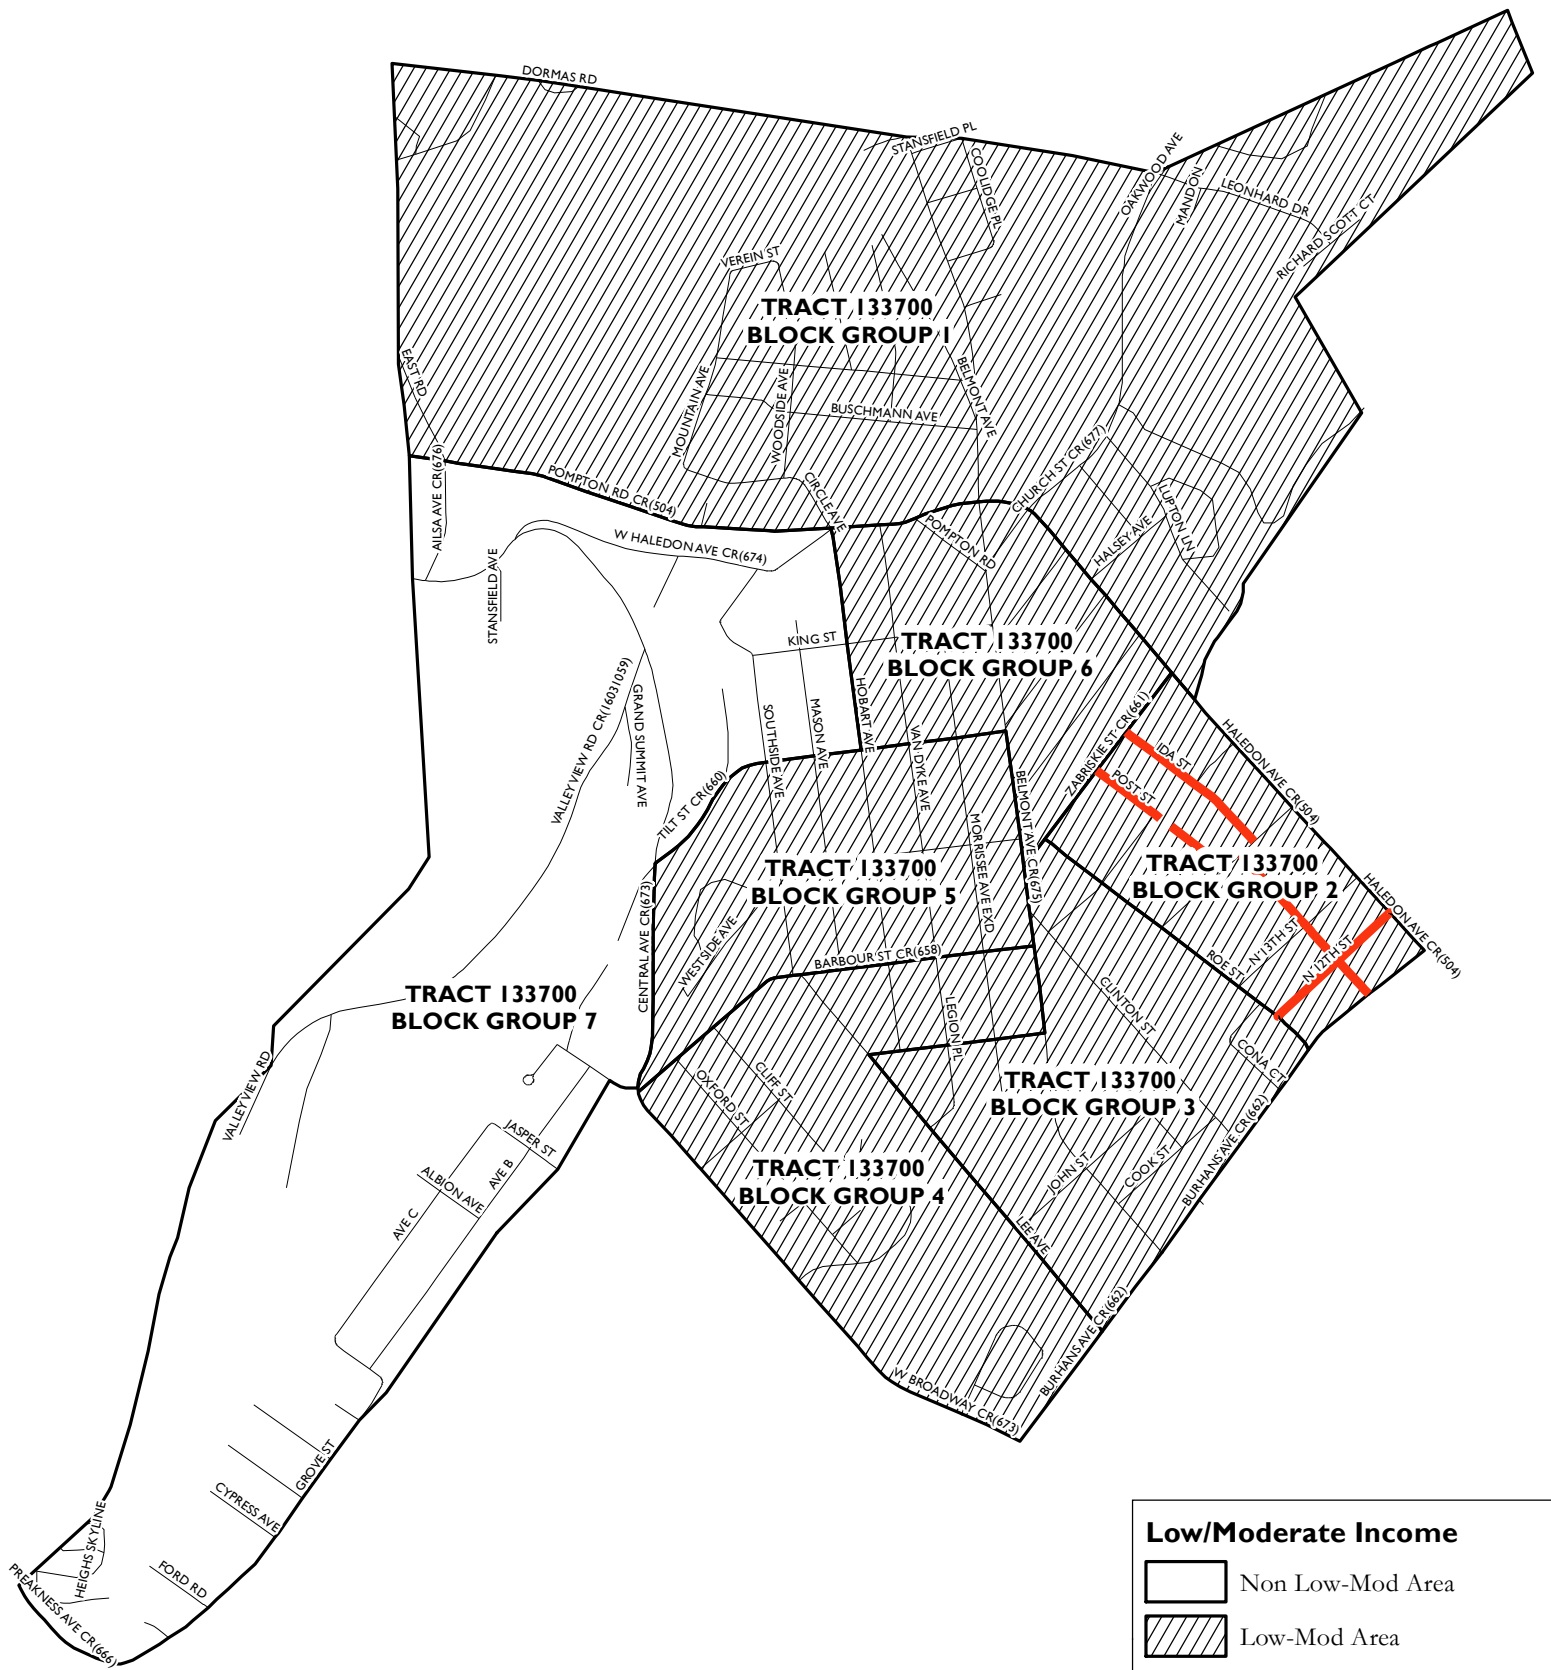 DORMAS RD
STANSFIELD PL
COOLIDGE PL
OAKWOOD AVE
MANDON
LEONHARD DR
RICHARD SCOTT CT
VEREIN ST
TRACT 133700
BLOCK GROUP 1
EAST RD
MOUNTAIN AVE
WOODSIDE AVE
BELMONT AVE
BUSCHMANN AVE
AILSA AVE CR(676)
POMPTON RD CR(504)
CIRCLE AVE
CHURCH ST CR(677)
LUPTON LN
HALSEY AVE
POMPTON RD
W HALEDON AVE CR(674)
STANSFIELD AVE
KING ST
TRACT 133700
BLOCK GROUP 6
VALLEY VIEW RD CR(16031059)
GRAND SUMMIT AVE
SOUTHSIDE AVE
MASON AVE
HOBART AVE
VAN DYKE AVE
ZABRISKIE ST CR(661)
IDA ST
POST ST
HALEDON AVE CR(504)
TILT ST CR(660)
BELMONT AVE CR(675)
MORRISSEE AVE EXD
TRACT 133700
BLOCK GROUP 5
TRACT 133700
BLOCK GROUP 2
HALEDON AVE CR(504)
CENTRAL AVE CR(673)
WESTSIDE AVE
BARBOUR ST CR(658)
ROE ST
N 13TH ST
N 12TH ST
TRACT 133700
BLOCK GROUP 7
LEGION PL
CLINTON ST
CONA CT
VALLEY VIEW RD
CLIFF ST
OXFORD ST
TRACT 133700
BLOCK GROUP 3
BURHANS AVE CR(662)
JASPER ST
AVE B
ALBION AVE
AVE C
TRACT 133700
BLOCK GROUP 4
JOHN ST
COOK ST
LEE AVE
BURHANS AVE CR(662)
W BROADWAY CR(673)
GROVE ST
CYPRESS AVE
HEIGHS SKYLINE
FORD RD
PREAKNESS AVE CR(666)
Low/Moderate Income
Non Low-Mod Area
Low-Mod Area